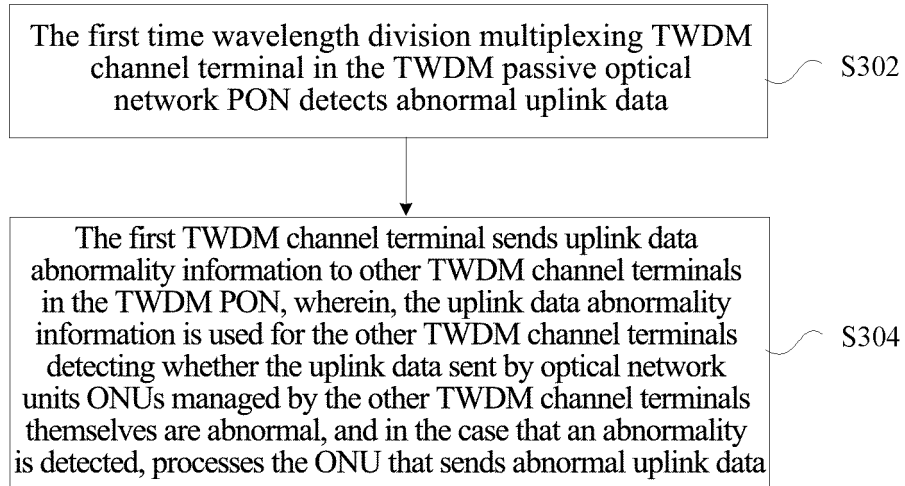 The first time wavelength division multiplexing TWDM
channel terminal in the TWDM passive optical
network PON detects abnormal uplink data
S302
The first TWDM channel terminal sends uplink data
abnormality information to other TWDM channel terminals
in the TWDM PON, wherein, the uplink data abnormality
information is used for the other TWDM channel terminals
detecting whether the uplink data sent by optical network
units ONUs managed by the other TWDM channel terminals
themselves are abnormal, and in the case that an abnormality
is detected, processes the ONU that sends abnormal uplink data
S304